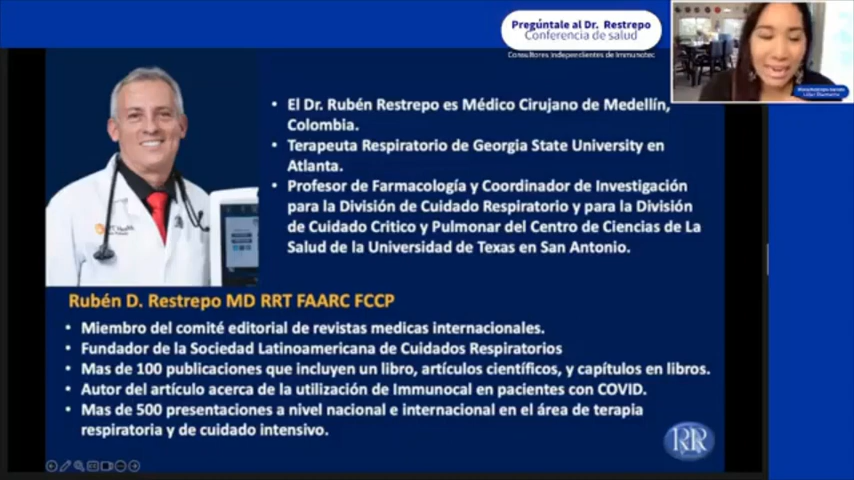 Pregúntale al Dr. Restrepo
Conferencia de salud
Consultores Independientes de Immunotec
El Dr. Rubén Restrepo es Médico Cirujano de Medellín,
Colombia.
Terapeuta Respiratorio de Georgia State University en
Atlanta.
Profesor de Farmacología y Coordinador de Investigación
para la División de Cuidado Respiratorio y para la División
de Cuidado Critico y Pulmonar del Centro de Ciencias de La
Salud de la Universidad de Texas en San Antonio.
Rubén D. Restrepo MD RRT FAARC FCCP
Miembro del comité editorial de revistas medicas internacionales.
Fundador de la Sociedad Latinoamericana de Cuidados Respiratorios
Mas de 100 publicaciones que incluyen un libro, artículos científicos, y capítulos en libros.
Autor del artículo acerca de la utilización de Immunocal en pacientes con COVID.
Mas de 500 presentaciones a nivel nacional e internacional en el área de terapia
respiratoria y de cuidado intensivo.
RR